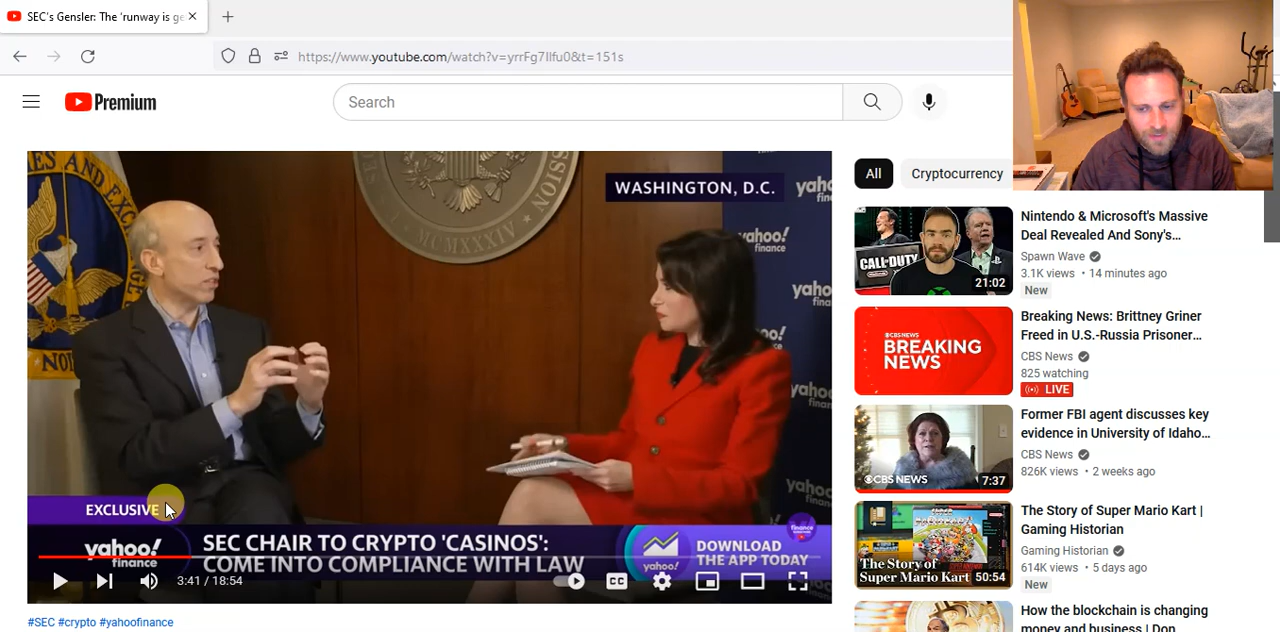 SEC's Gensler: The 'runway is ge
https://www.youtube.com/watch?v=yrrFg7Ilfu0&t=151s
Premium
Search
ES AND EXC
MCMXXXIV
WASHINGTON, D.C.
yahoo!
finance
EXCLUSIVE
yahoo!
finance
SEC CHAIR TO CRYPTO 'CASINOS':
COME INTO COMPLIANCE WITH LAW
yahoo!
DOWNLOAD
THE APP TODAY
3:41 / 18:54
CC
#SEC #crypto #yahoofinance
All
Cryptocurrency
CALL·DUTY
21:02
Nintendo & Microsoft's Massive
Deal Revealed And Sony's...
Spawn Wave
3.1K views • 14 minutes ago
New
CBS NEWS
BREAKING
NEWS
Breaking News: Brittney Griner
Freed in U.S.-Russia Prisoner...
CBS News
825 watching
LIVE
CBS NEWS
7:37
Former FBI agent discusses key
evidence in University of Idaho...
CBS News
826K views • 2 weeks ago
The Story of
Super Mario Kart
50:54
The Story of Super Mario Kart |
Gaming Historian
Gaming Historian
614K views • 5 days ago
New
How the blockchain is changing
money and business | Don